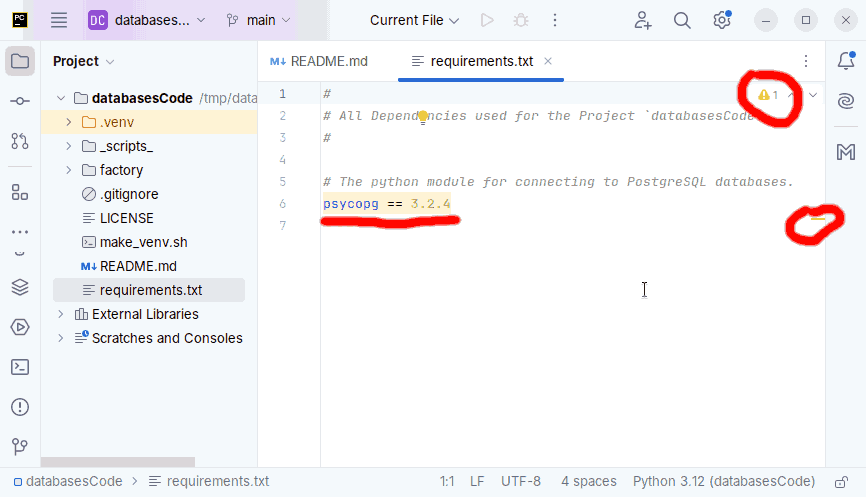 PC
DC databases... main Current File
Project
README.md
requirements.txt
databasesCode /tmp/data
.venv
_scripts_
factory
.gitignore
LICENSE
make_venv.sh
README.md
requirements.txt
External Libraries
Scratches and Consoles
1 #
2 # All Dependencies used for the Project `databasesCode
3 #
4
5 # The python module for connecting to PostgreSQL databases.
6 psycopg == 3.2.4
7
1
databasesCode > requirements.txt 1:1 LF UTF-8 4 spaces Python 3.12 (databasesCode)